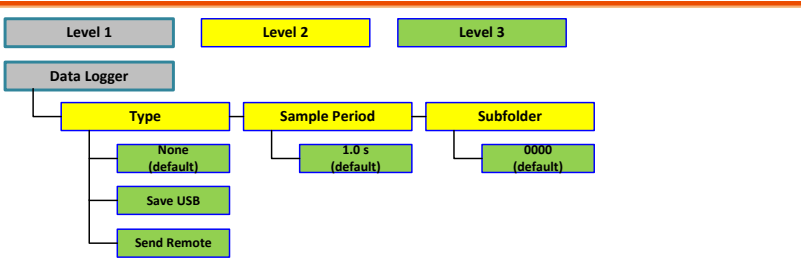 Level 1
Level 2
Level 3
Data Logger
Type
Sample Period
Subfolder
None
(default)
1.0 s
(default)
0000
(default)
Save USB
Send Remote